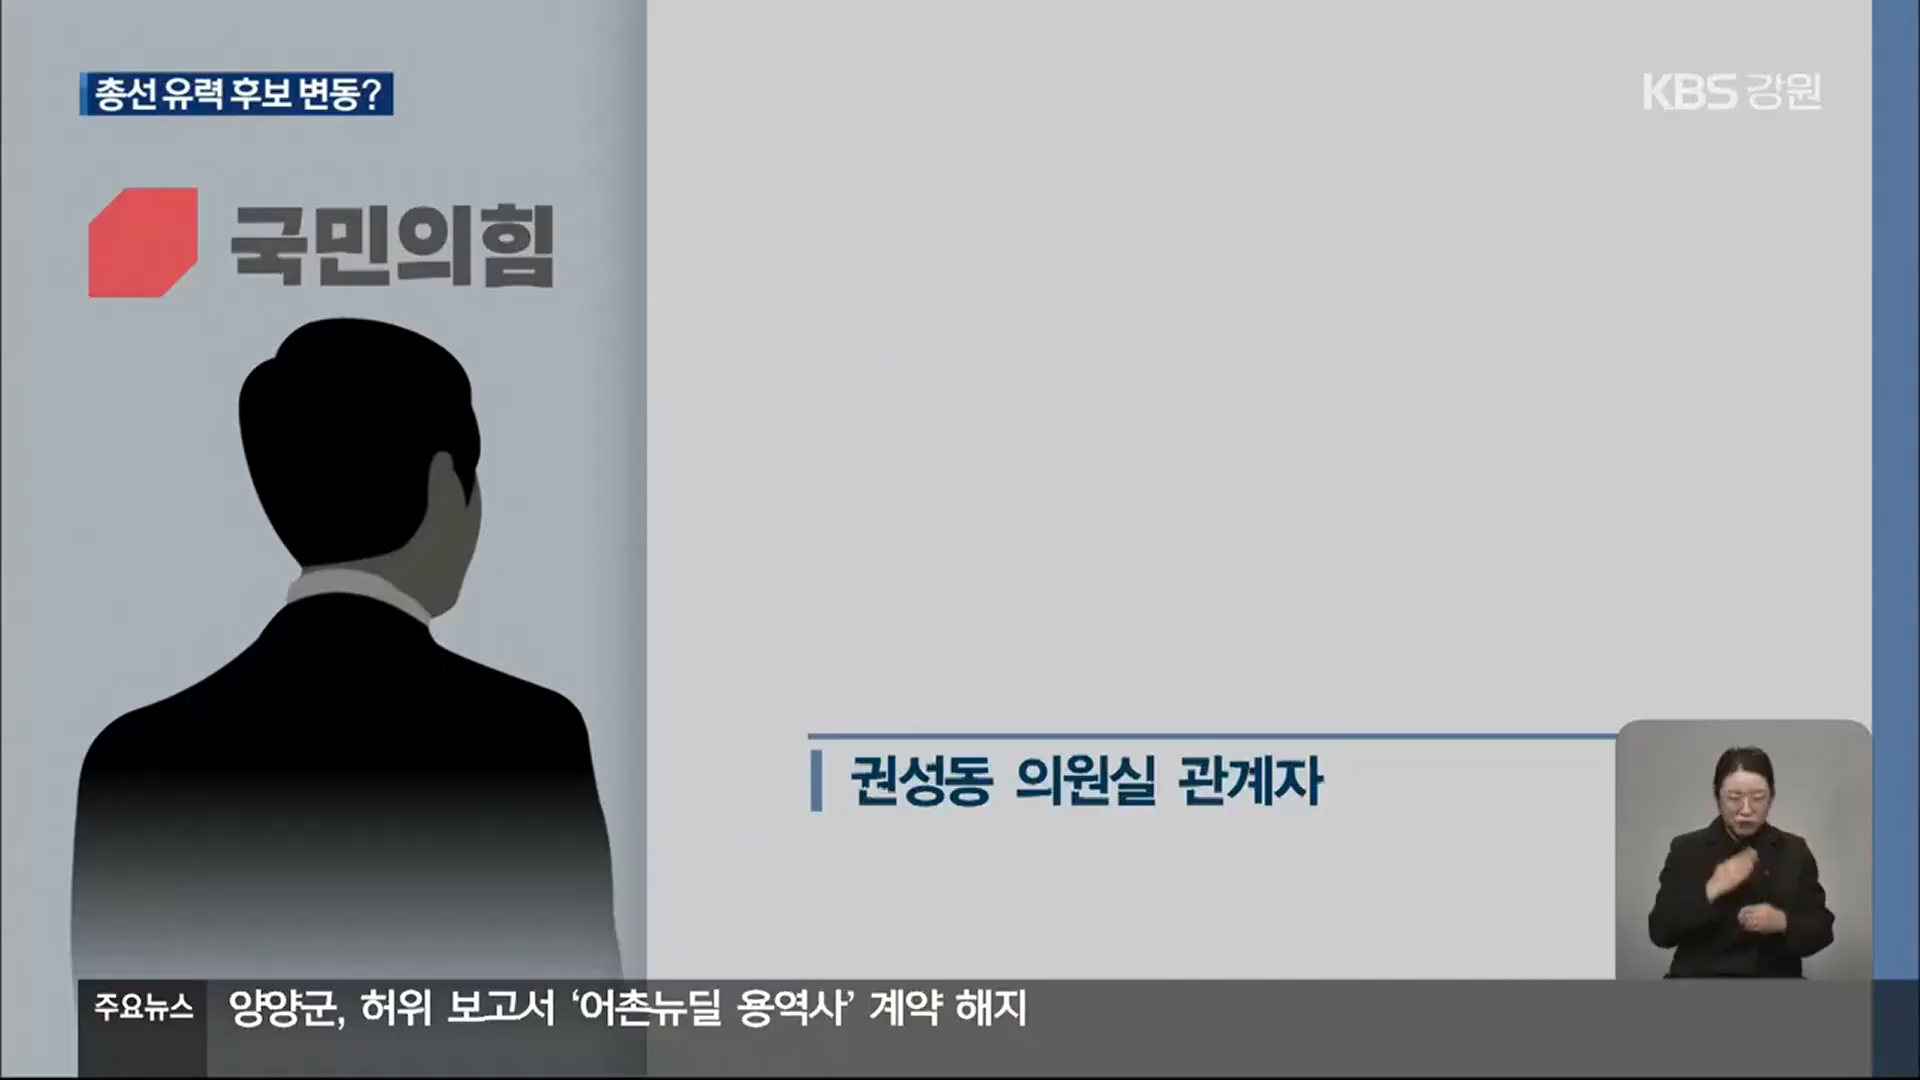 총선 유력 후보 변동?
KBS 강원
국민의힘
권성동 의원실 관계자
주요뉴스
양양군, 허위 보고서 ‘어촌뉴딜 용역사’ 계약 해지